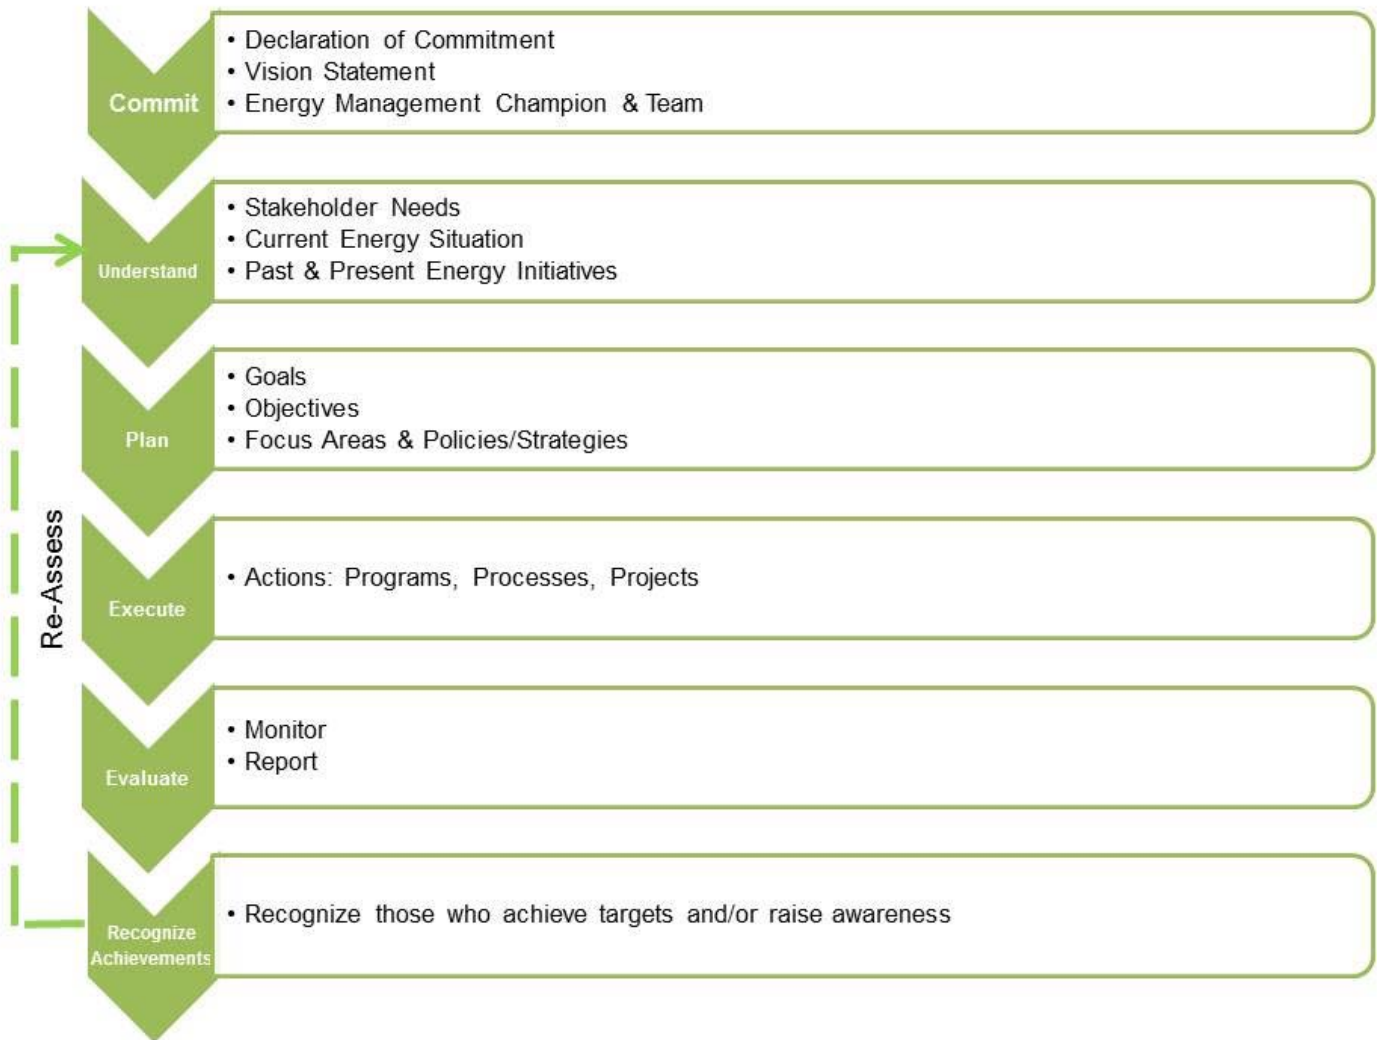 Commit
• Declaration of Commitment
• Vision Statement
• Energy Management Champion & Team
Understand
• Stakeholder Needs
• Current Energy Situation
• Past & Present Energy Initiatives
Plan
• Goals
• Objectives
• Focus Areas & Policies/Strategies
Re-Assess
Execute
• Actions: Programs, Processes, Projects
Evaluate
• Monitor
• Report
Recognize
Achievements
• Recognize those who achieve targets and/or raise awareness